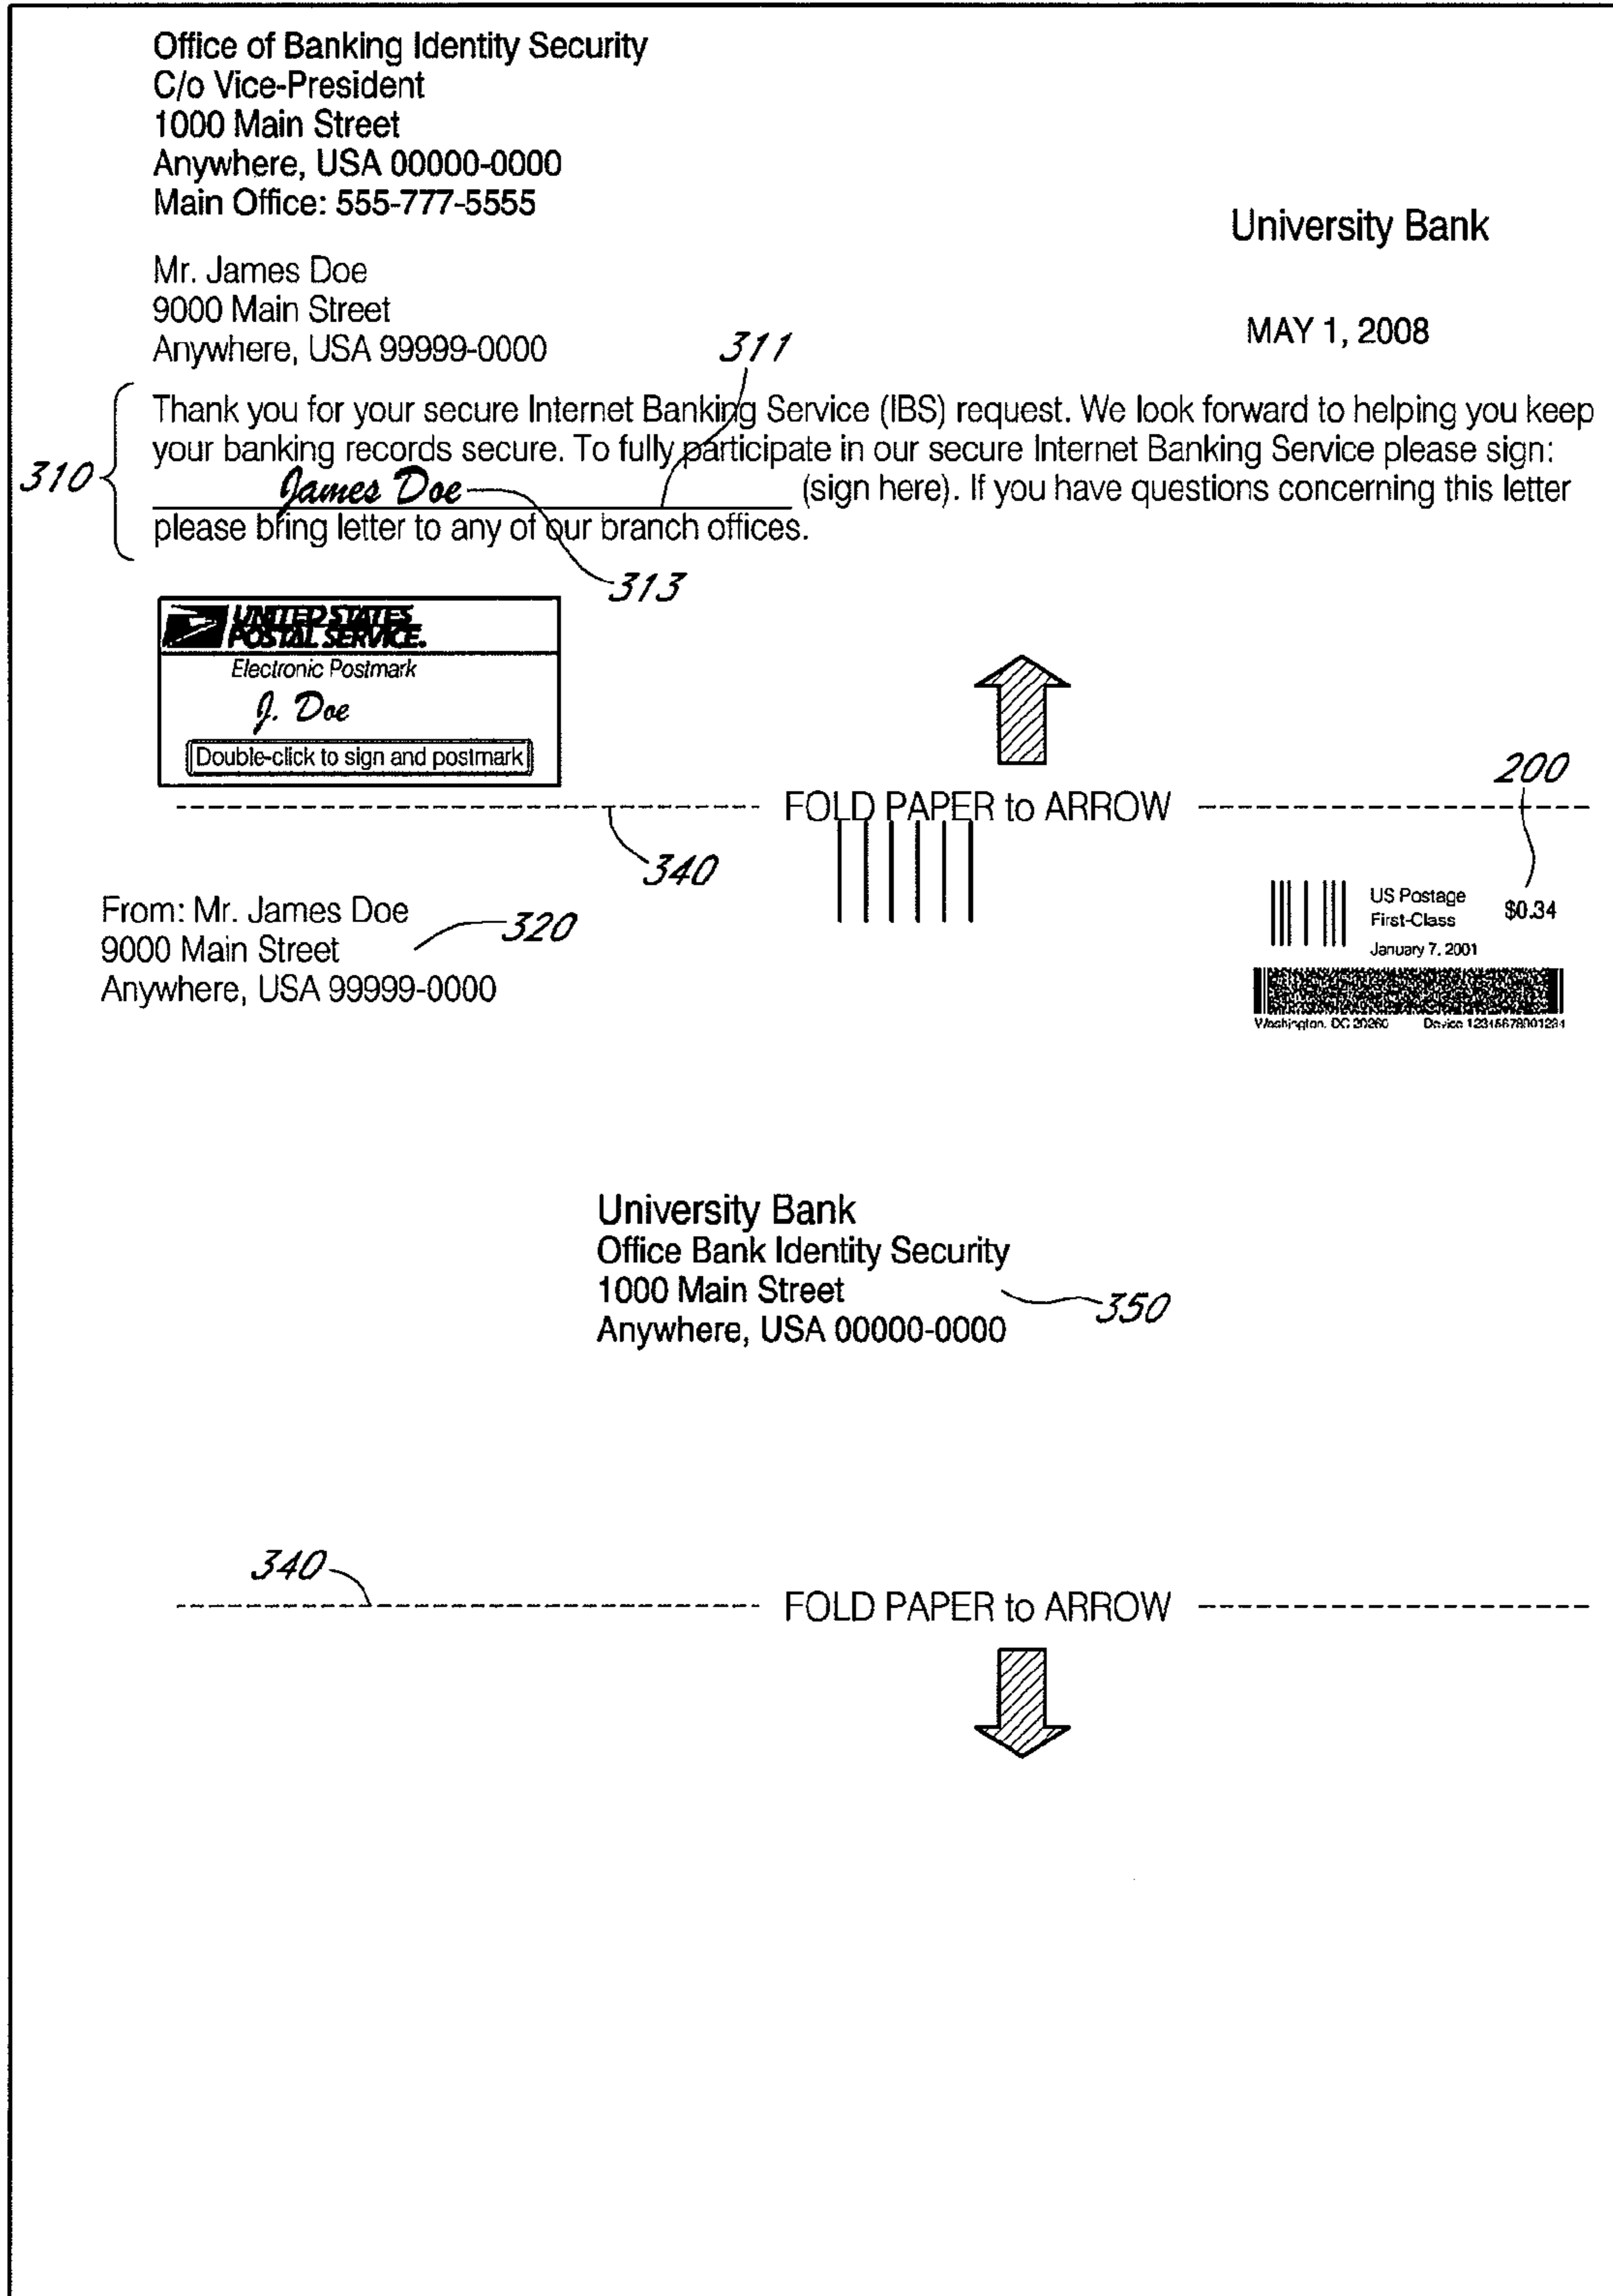 Office of Banking Identity Security
C/o Vice-President
1000 Main Street
Anywhere, USA 00000-0000
Main Office: 555-777-5555
University Bank
Mr. James Doe
9000 Main Street
Anywhere, USA 99999-0000
MAY 1, 2008
311
Thank you for your secure Internet Banking Service (IBS) request. We look forward to helping you keep
your banking records secure. To fully participate in our secure Internet Banking Service please sign:
310
James Doe (sign here). If you have questions concerning this letter
please bring letter to any of our branch offices.
313
UNITED STATES
POSTAL SERVICE.
Electronic Postmark
J. Doe
Double-click to sign and postmark
200
FOLD PAPER to ARROW
340
From: Mr. James Doe
9000 Main Street
Anywhere, USA 99999-0000
320
US Postage
First-Class
$0.34
January 7, 2001
Washington, DC 20260 Device
University Bank
Office Bank Identity Security
1000 Main Street
Anywhere, USA 00000-0000
350
340
FOLD PAPER to ARROW